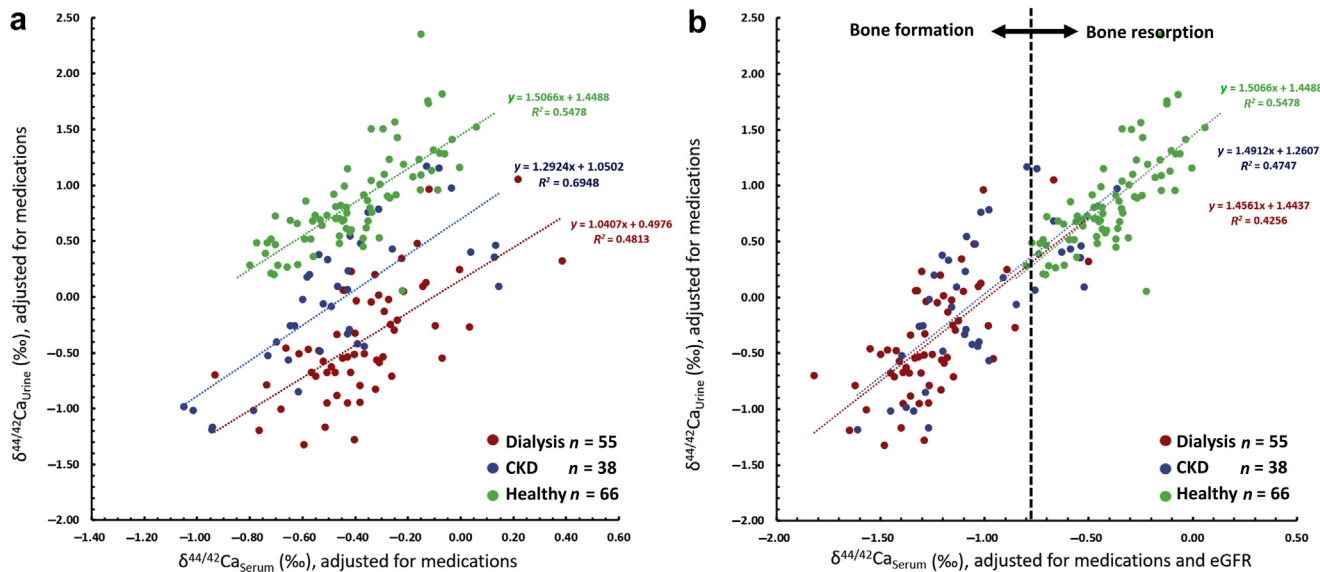 a
2.50
2.00
1.50
1.00
0.50
0.00
−0.50
−1.00
−1.50
−2.00
−1.40 −1.20 −1.00 −0.80 −0.60 −0.40 −0.20 0.00 0.20 0.40 0.60
δ44/42CaUrine (‰), adjusted for medications
δ44/42CaSerum (‰), adjusted for medications
y = 1.5066x + 1.4488
R² = 0.5478
y = 1.2924x + 1.0502
R² = 0.6948
y = 1.0407x + 0.4976
R² = 0.4813
Dialysis n = 55
CKD n = 38
Healthy n = 66
b
2.50
2.00
1.50
1.00
0.50
0.00
−0.50
−1.00
−1.50
−2.00
−2.00 −1.50 −1.00 −0.50 0.00 0.50
δ44/42CaUrine (‰), adjusted for medications
δ44/42CaSerum (‰), adjusted for medications and eGFR
Bone formation
Bone resorption
y = 1.5066x + 1.4488
R² = 0.5478
y = 1.4912x + 1.2607
R² = 0.4747
y = 1.4561x + 1.4437
R² = 0.4256
Dialysis n = 55
CKD n = 38
Healthy n = 66